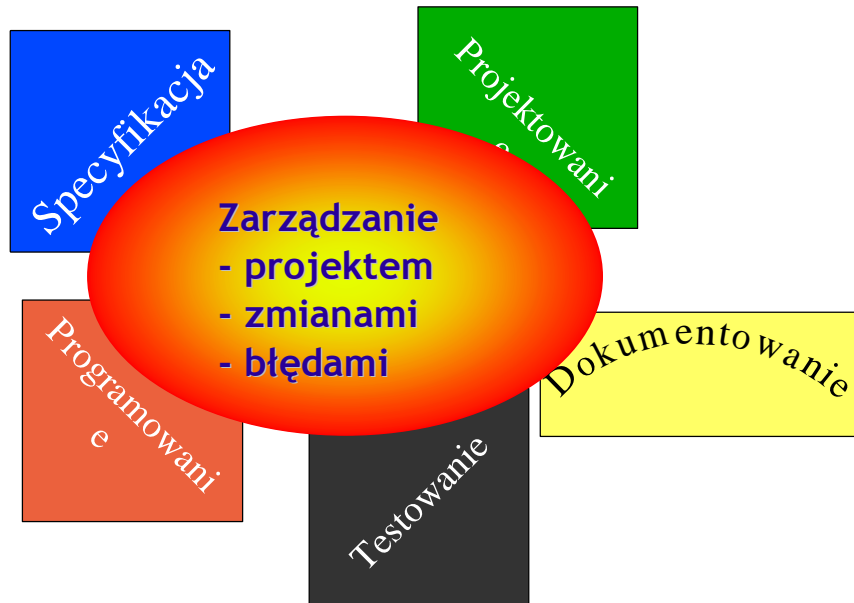 Specyfikacja
Projektowani
e
Zarządzanie
- projektem
- zmianami
- błędami
Programowani
e
Testowanie
Dokumentowanie